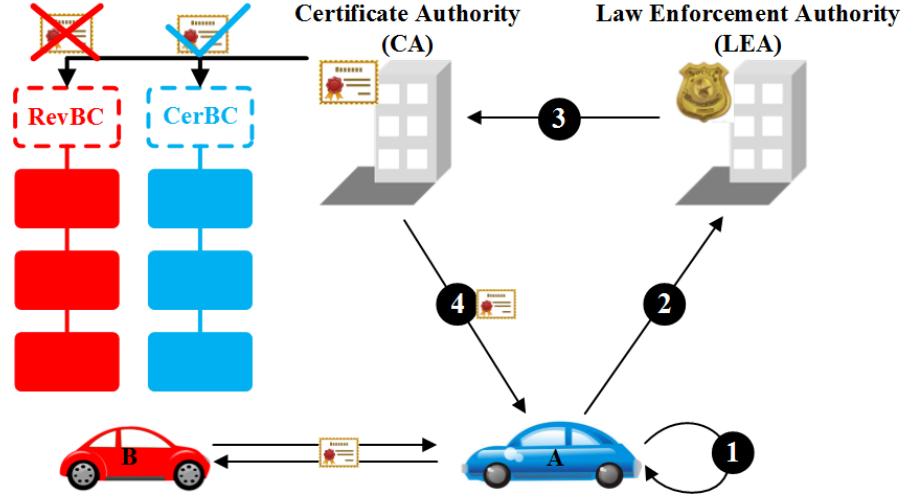 Certificate Authority
(CA)
Law Enforcement Authority
(LEA)
RevBC
CerBC
3
4
2
B
A
1